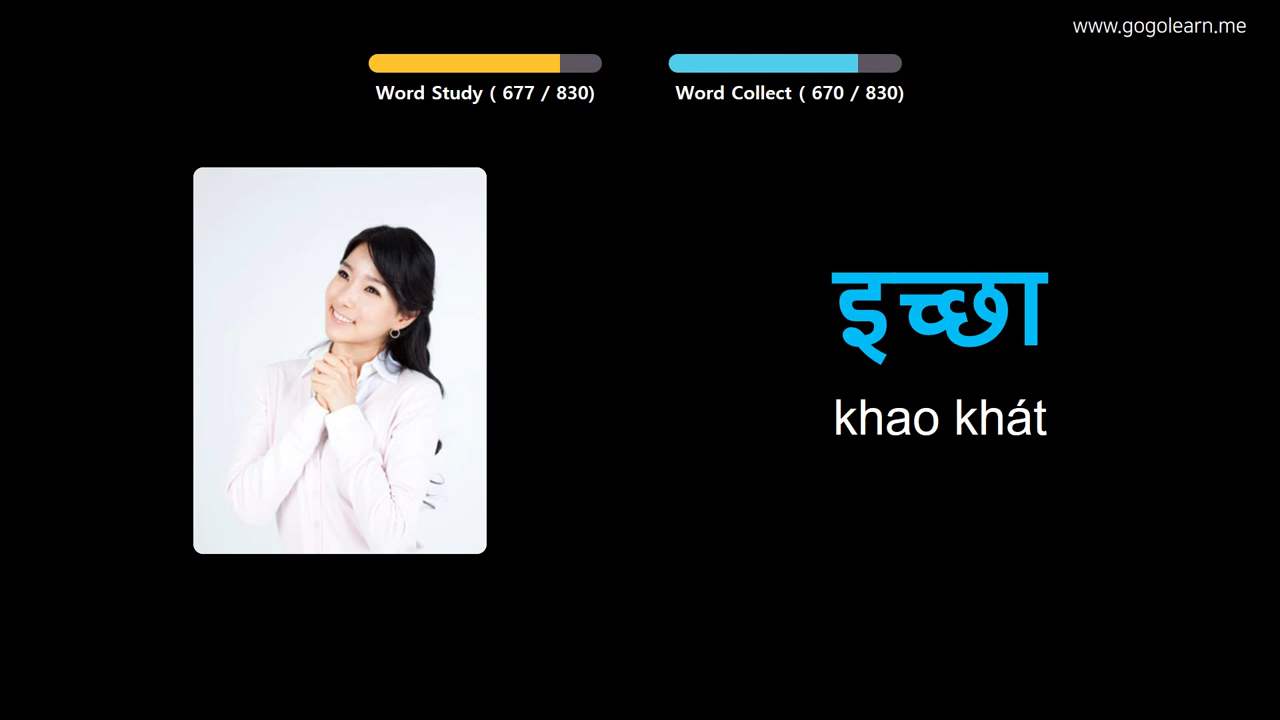 www.gogolearn.me
Word Study ( 677 / 830)
Word Collect ( 670 / 830)
इच्छा
khao khát